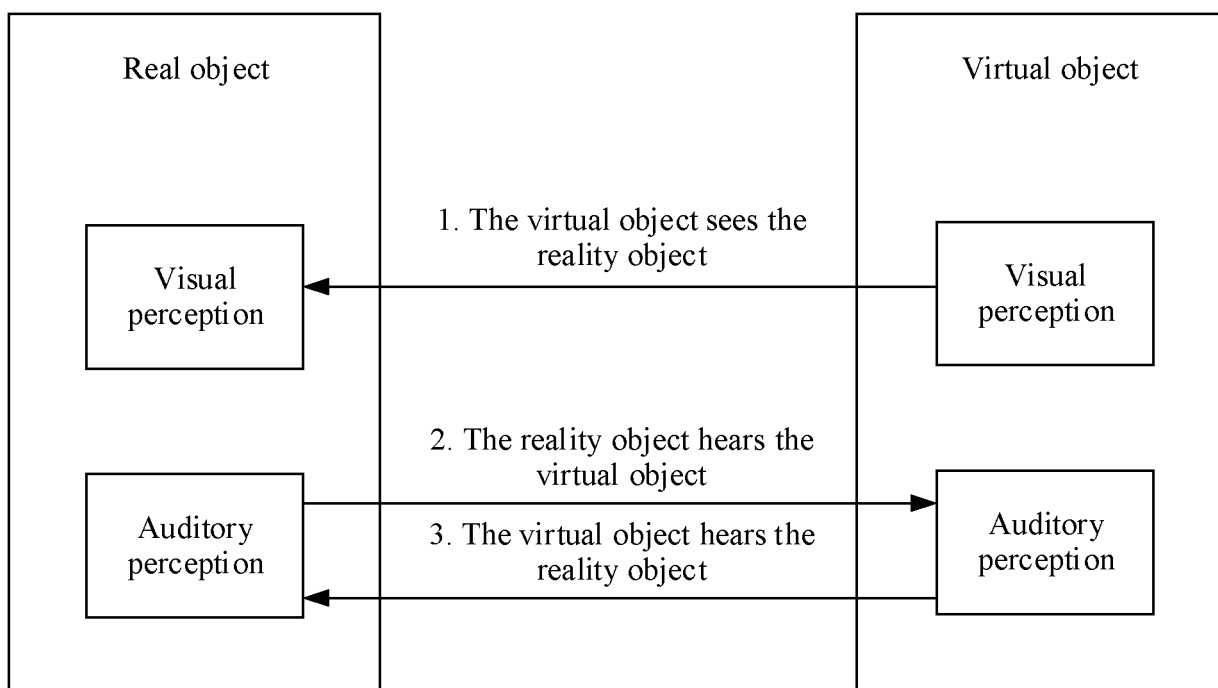 Real object
Virtual object
1. The virtual object sees the
reality object
Visual
perception
Visual
perception
2. The reality object hears the
virtual object
Auditory
perception
3. The virtual object hears the
reality object
Auditory
perception